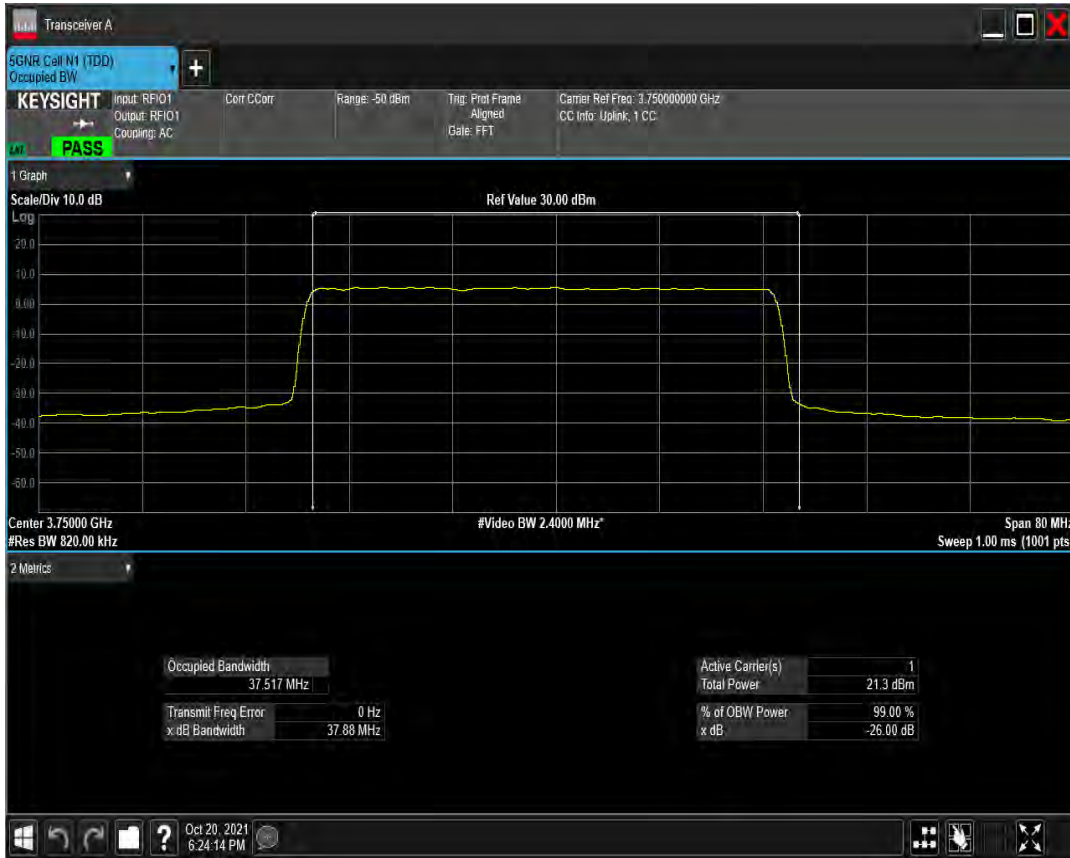 Transceiver A
5GNR Cell N1 (TDD)
Occupied BW
+
KEYSIGHT
Input: RFIO1
Output: RFIO1
Coupling: AC
Corr CCorr
Range: -50 dBm
Trig: Prot Frame
Aligned
Gate: FFT
Carrier Ref Freq: 3.750000000 GHz
CC Info: Uplink, 1 CC
PASS
1 Graph
Scale/Div 10.0 dB
Ref Value 30.00 dBm
Log
20.0
10.0
0.00
-10.0
-20.0
-30.0
-40.0
-50.0
-60.0
Center 3.75000 GHz
#Video BW 2.4000 MHz*
Span 80 MHz
#Res BW 820.00 kHz
Sweep 1.00 ms (1001 pts
2 Metrics
Occupied Bandwidth
37.517 MHz
Transmit Freq Error 0 Hz
x dB Bandwidth 37.88 MHz
Active Carrier(s) 1
Total Power 21.3 dBm
% of OBW Power 99.00 %
x dB -26.00 dB
?
Oct 20, 2021
6:24:14 PM